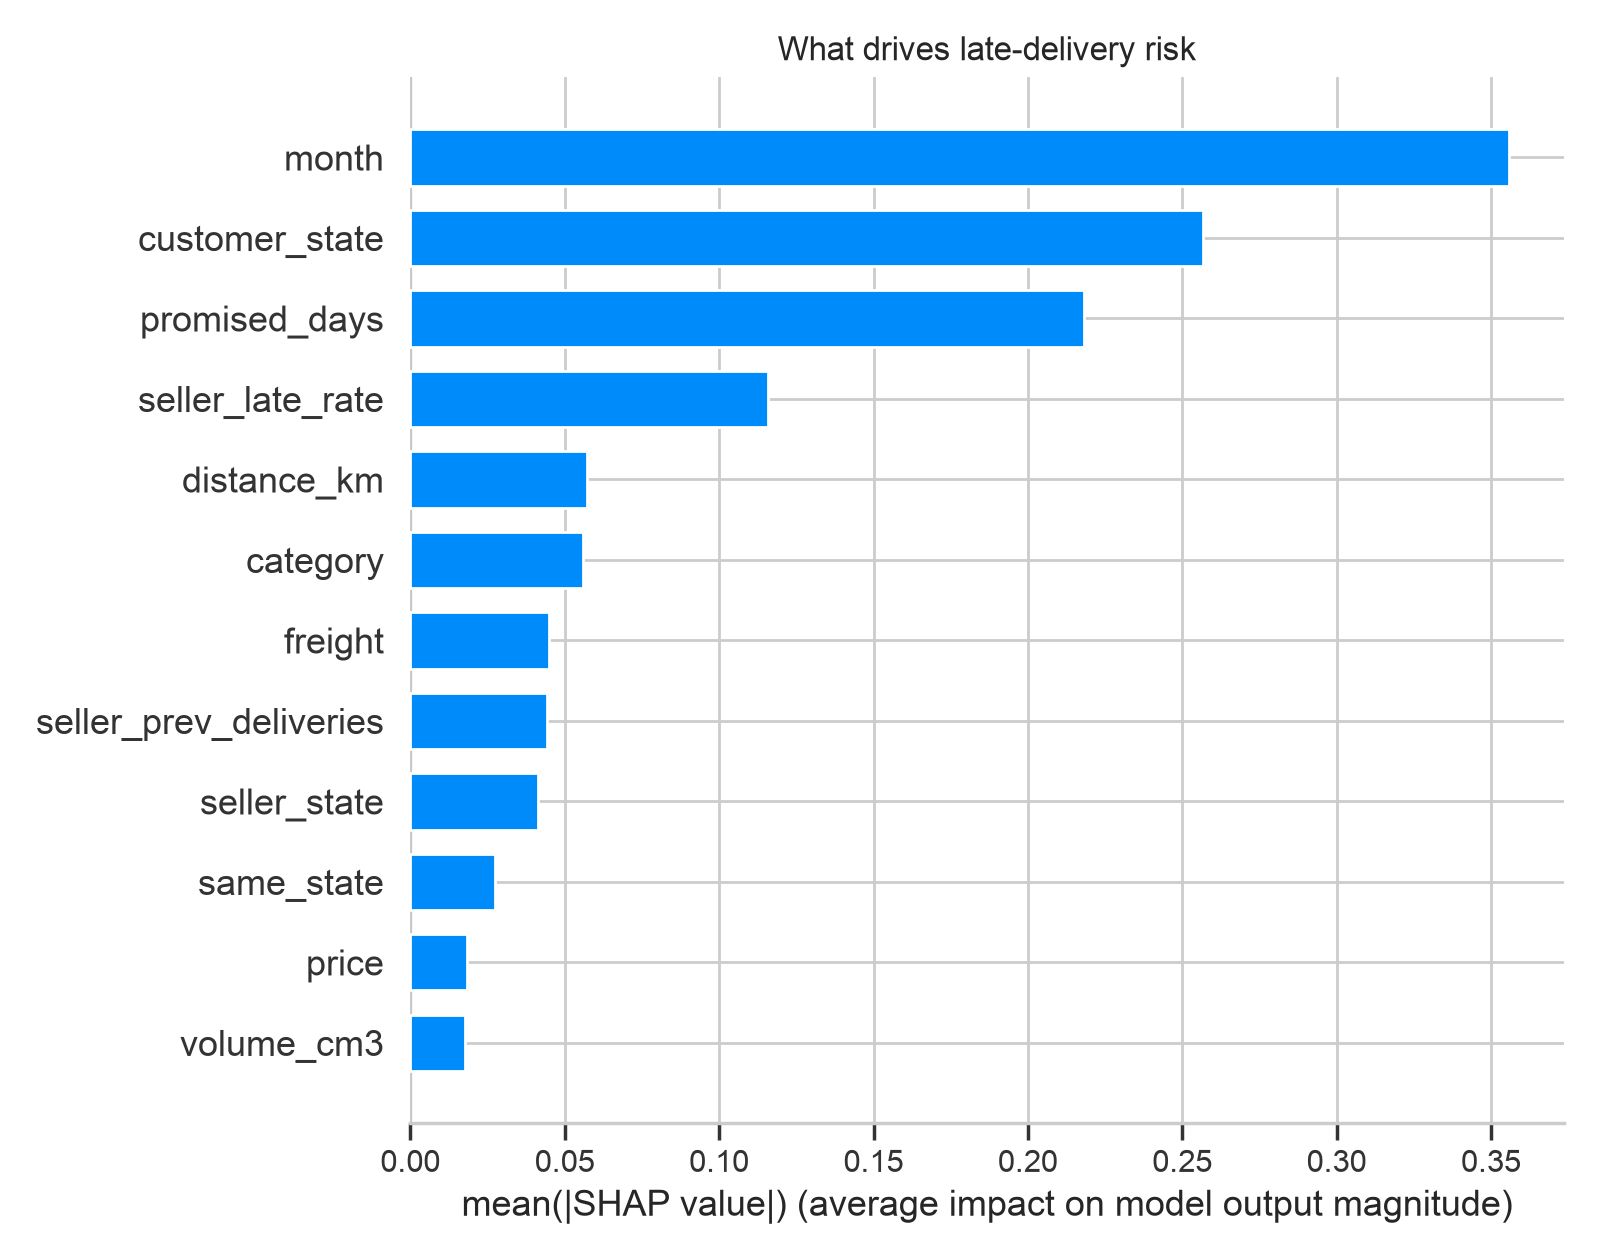 What drives late-delivery risk
month
customer_state
promised_days
seller_late_rate
distance_km
category
freight
seller_prev_deliveries
seller_state
same_state
price
volume_cm3
0.00 0.05 0.10 0.15 0.20 0.25 0.30 0.35
mean(|SHAP value|) (average impact on model output magnitude)